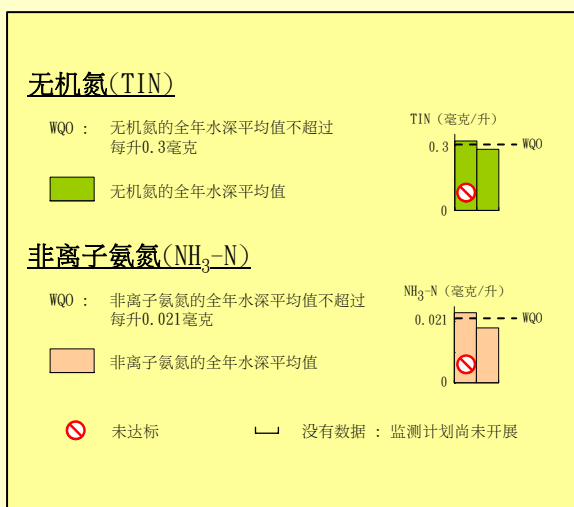 无机氮(TIN)
WQO : 无机氮的全年水深平均值不超过
每升0.3毫克
无机氮的全年水深平均值
TIN (毫克/升)
0.3
WQO
0
非离子氨氮(NH₃-N)
WQO : 非离子氨氮的全年水深平均值不超过
每升0.021毫克
非离子氨氮的全年水深平均值
NH₃-N (毫克/升)
0.021
WQO
0
未达标
没有数据 : 监测计划尚未开展